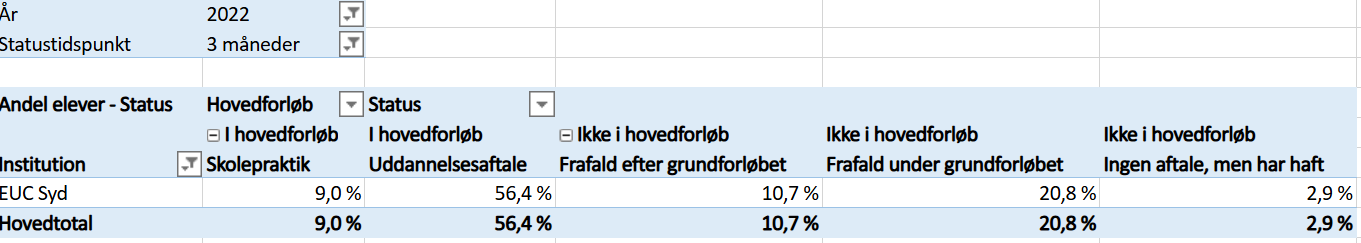 År 2022
Statustidspunkt 3 måneder
Andel elever - Status Hovedforløb Status
I hovedforløb I hovedforløb Ikke i hovedforløb Ikke i hovedforløb Ikke i hovedforløb
Institution Skolepraktik Uddannelsesaftale Frafald efter grundforløbet Frafald under grundforløbet Ingen aftale, men har haft
EUC Syd 9,0 % 56,4 % 10,7 % 20,8 % 2,9 %
Hovedtotal 9,0 % 56,4 % 10,7 % 20,8 % 2,9 %